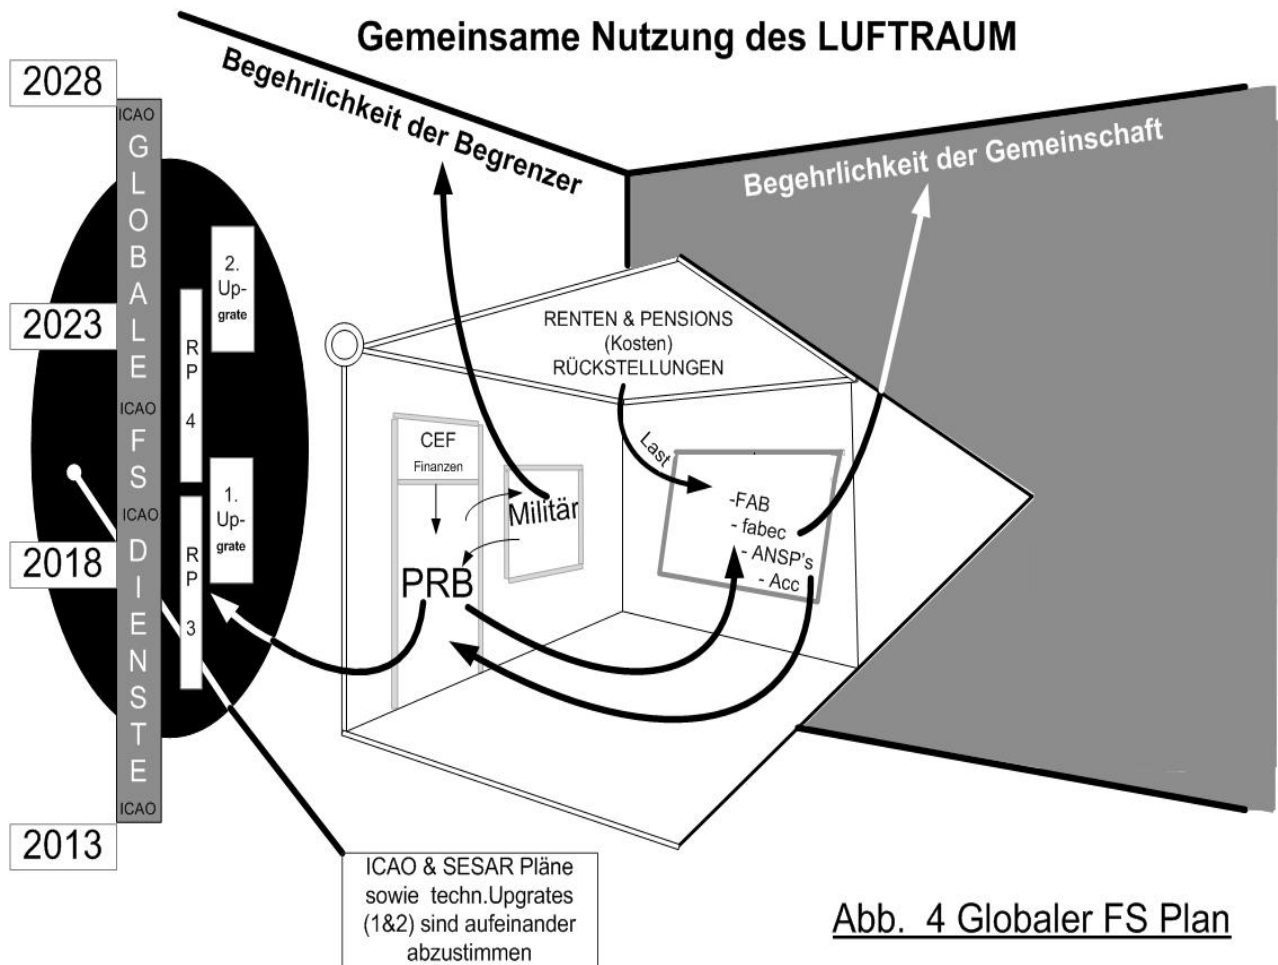 Gemeinsame Nutzung des LUFTRAUM
Begehrlichkeit der Begrenzer
Begehrlichkeit der Gemeinschaft
2028
2023
2018
2013
ICAO
GLOBALE
ICAO
FS
ICAO
DIENSTE
ICAO
2.
Up-
grate
RP
4
1.
Up-
grate
RP
3
RENTEN & PENSIONS
(Kosten)
RÜCKSTELLUNGEN
Last
CEF
Finanzen
Militär
PRB
-FAB
- fabec
- ANSP's
- Acc
ICAO & SESAR Pläne
sowie techn.Upgrates
(1&2) sind aufeinander
abzustimmen
Abb. 4 Globaler FS Plan